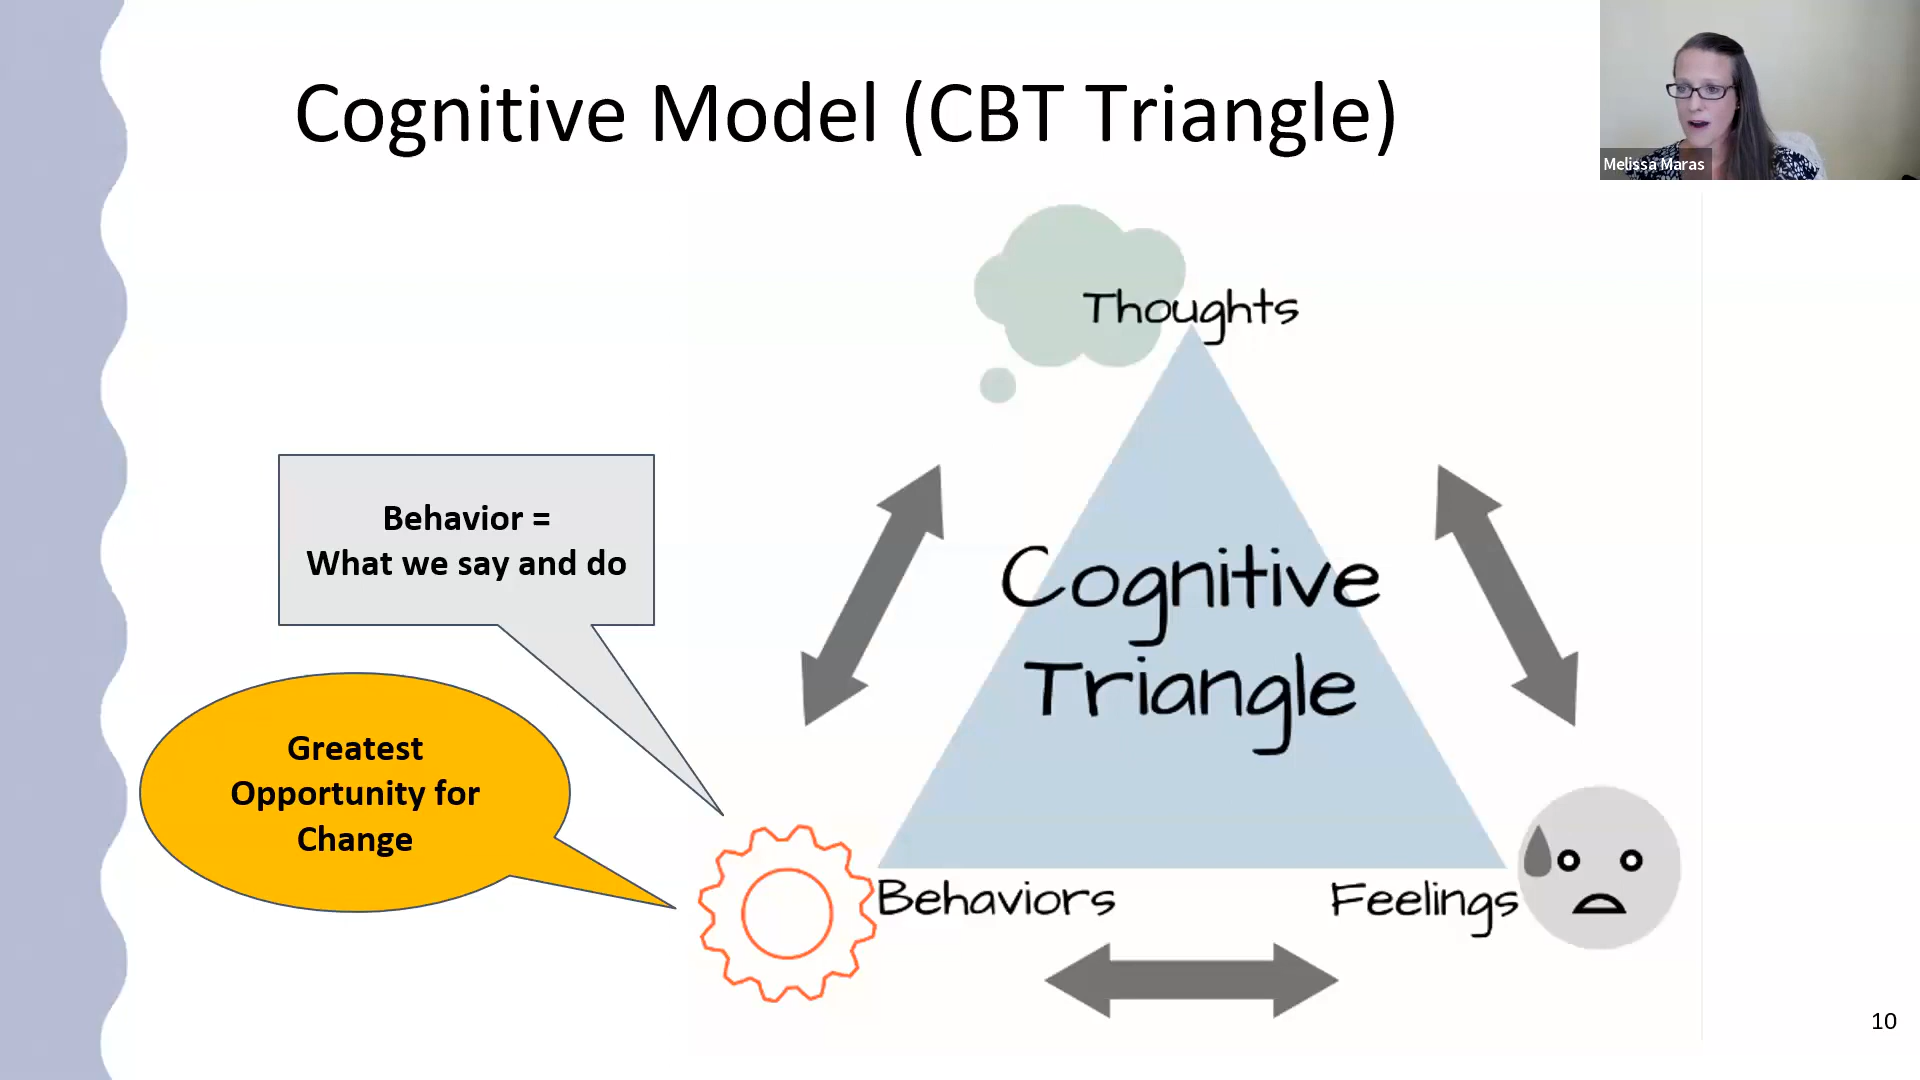 Cognitive Model (CBT Triangle)
Melissa Maras
Thoughts
Behavior =
What we say and do
Cognitive
Triangle
Greatest
Opportunity for
Change
Behaviors
Feelings
10